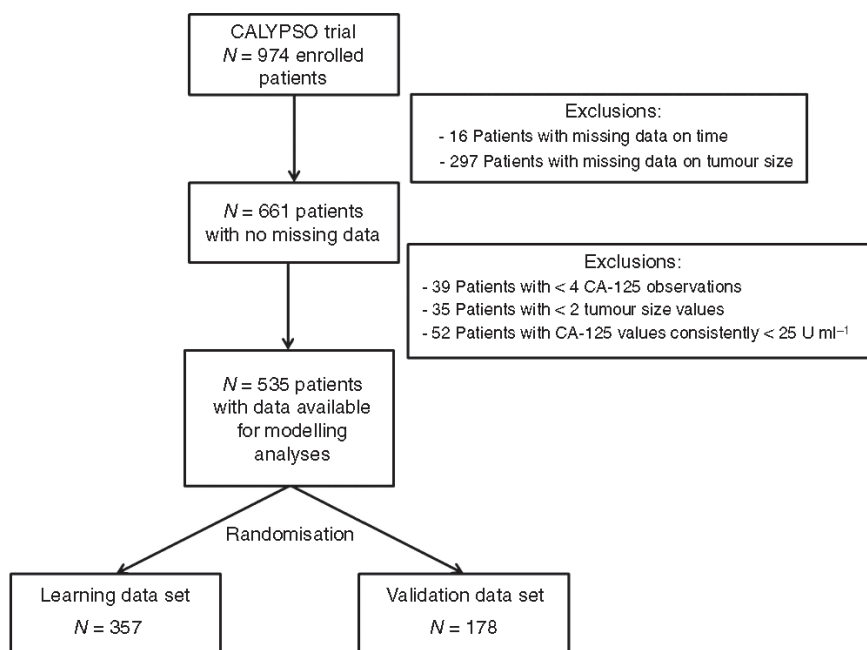 CALYPSO trial
N = 974 enrolled
patients
Exclusions:
- 16 Patients with missing data on time
- 297 Patients with missing data on tumour size
N = 661 patients
with no missing data
Exclusions:
- 39 Patients with < 4 CA-125 observations
- 35 Patients with < 2 tumour size values
- 52 Patients with CA-125 values consistently < 25 U ml⁻¹
N = 535 patients
with data available
for modelling
analyses
Randomisation
Learning data set
N = 357
Validation data set
N = 178